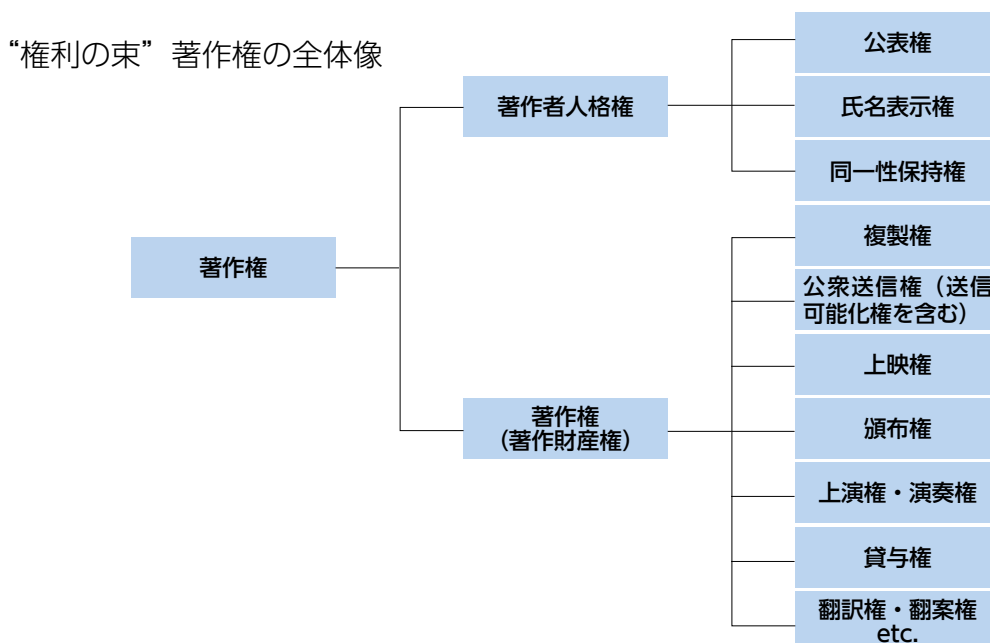 “権利の束”著作権の全体像
著作権
著作者人格権
公表権
氏名表示権
同一性保持権
著作権
（著作財産権）
複製権
公衆送信権（送信
可能化権を含む）
上映権
頒布権
上演権・演奏権
貸与権
翻訳権・翻案権
etc.